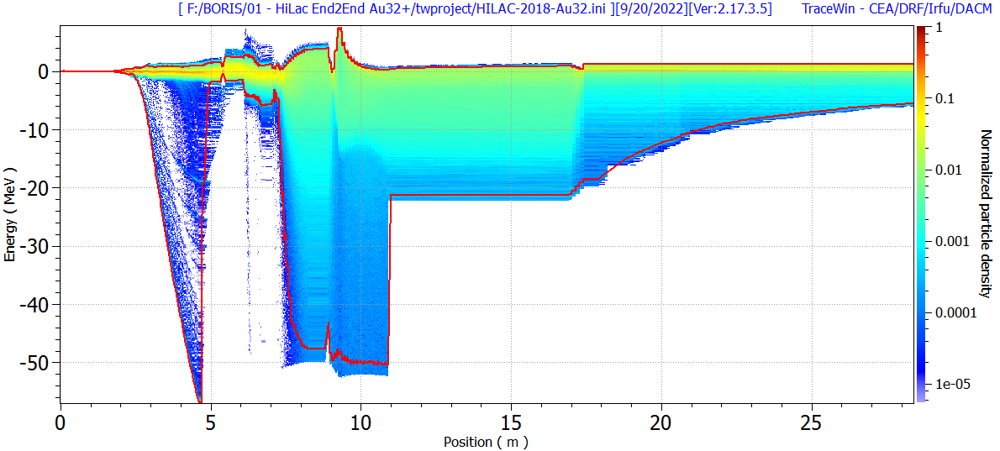 [ F:/BORIS/01 - HiLac End2End Au32+/twproject/HILAC-2018-Au32.ini ][9/20/2022][Ver:2.17.3.5] TraceWin - CEA/DRF/Irfu/DACM
1
0
0.1
-10
0.01
-20
0.001
-30
-40
0.0001
-50
1e-05
Energy ( MeV )
Normalized particle density
0 5 10 15 20 25
Position ( m )